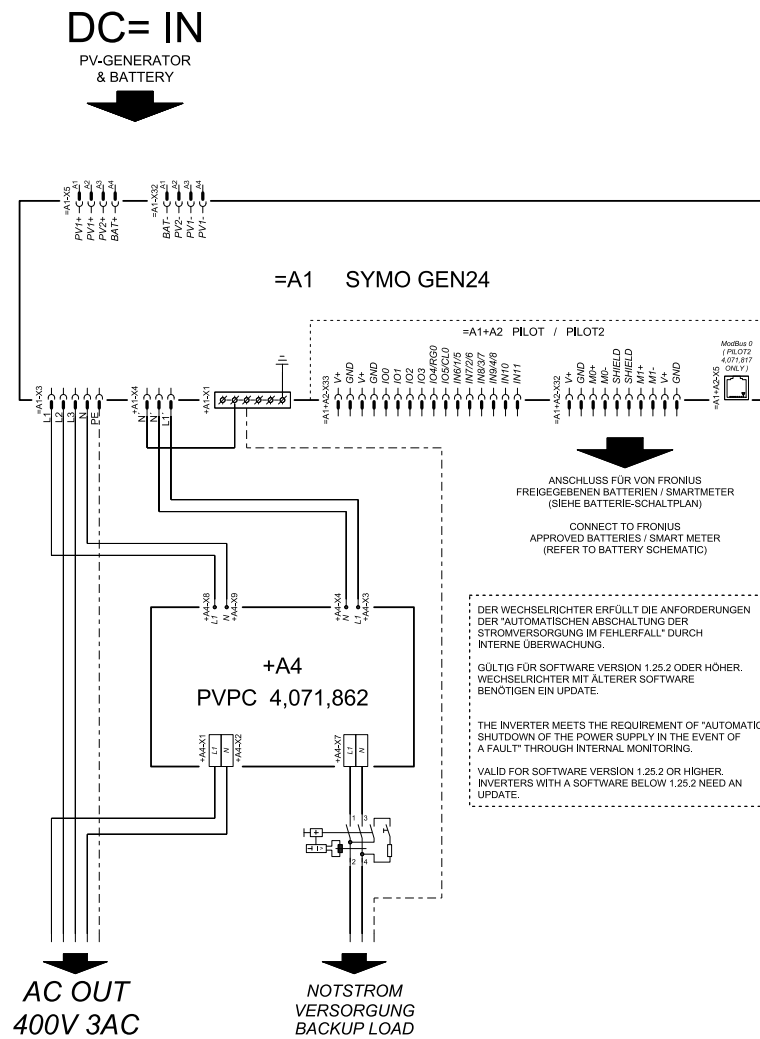 DC= IN
PV-GENERATOR
& BATTERY
=A1-X5
A1
A2
A3
A4
PV1+
PV1+
PV2+
BAT+
=A1-X32
A1
A2
A3
A4
BAT-
PV2-
PV1-
PV1-
=A1 SYMO GEN24
=A1+A2 PILOT / PILOT2
ModBus 0
( PILOT2
4,071,817
ONLY )
=A1-X3
L1
L2
L3
N
PE
+A1-X4
N'
N'
L1'
+A1-X1
=A1+A2-X33
V+
GND
V+
GND
IO0
IO1
IO2
IO3
IO4/RG0
IO5/CL0
IN6/1/5
IN7/2/6
IN8/3/7
IN9/4/8
IN10
IN11
=A1+A2-X32
V+
GND
M0+
M0-
SHIELD
SHIELD
M1+
M1-
V+
GND
=A1+A2-X5
ANSCHLUSS FÜR VON FRONIUS
FREIGEGEBENEN BATTERIEN / SMARTMETER
(SIEHE BATTERIE-SCHALTPLAN)
CONNECT TO FRONIUS
APPROVED BATTERIES / SMART METER
(REFER TO BATTERY SCHEMATIC)
+A4-X8
L1
N
+A4-X9
+A4-X4
N
L1
+A4-X3
+A4
PVPC 4,071,862
+A4-X1
L1
N
+A4-X2
+A4-X7
L1
N
DER WECHSELRICHTER ERFÜLLT DIE ANFORDERUNGEN
DER "AUTOMATISCHEN ABSCHALTUNG DER
STROMVERSORGUNG IM FEHLERFALL" DURCH
INTERNE ÜBERWACHUNG.
GÜLTIG FÜR SOFTWARE VERSION 1.25.2 ODER HÖHER.
WECHSELRICHTER MIT ÄLTERER SOFTWARE
BENÖTIGEN EIN UPDATE.
THE INVERTER MEETS THE REQUIREMENT OF "AUTOMATIC
SHUTDOWN OF THE POWER SUPPLY IN THE EVENT OF
A FAULT" THROUGH INTERNAL MONITORING.
VALID FOR SOFTWARE VERSION 1.25.2 OR HIGHER.
INVERTERS WITH A SOFTWARE BELOW 1.25.2 NEED AN
UPDATE.
1
3
2
4
AC OUT
400V 3AC
NOTSTROM
VERSORGUNG
BACKUP LOAD